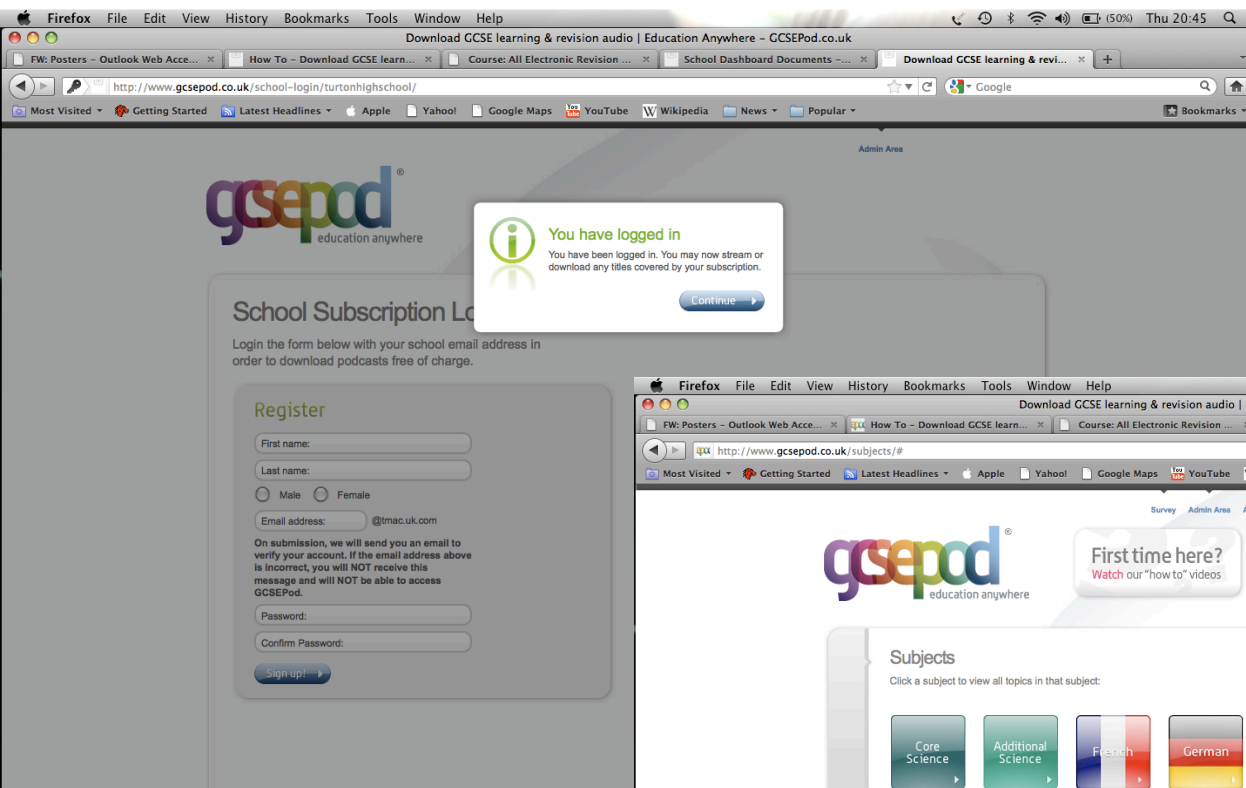 Firefox File Edit View History Bookmarks Tools Window Help (50%) Thu 20:45
Download GCSE learning & revision audio | Education Anywhere – GCSEPod.co.uk
FW: Posters – Outlook Web Acce... How To – Download GCSE learn... Course: All Electronic Revision ... School Dashboard Documents –... Download GCSE learning & revi...
http://www.gcsepod.co.uk/school-login/turtonhighschool/ Google
Most Visited Getting Started Latest Headlines Apple Yahoo! Google Maps YouTube Wikipedia News Popular Bookmarks
Admin Area
gcsepod®
education anywhere
You have logged in
You have been logged in. You may now stream or
download any titles covered by your subscription.
Continue
School Subscription Lo
Login the form below with your school email address in
order to download podcasts free of charge.
Register
First name:
Last name:
Male Female
Email address: @tmac.uk.com
On submission, we will send you an email to
verify your account. If the email address above
is incorrect, you will NOT receive this
message and will NOT be able to access
GCSEPod.
Password:
Confirm Password:
Sign up!
Firefox File Edit View History Bookmarks Tools Window Help
Download GCSE learning & revision audio |
FW: Posters – Outlook Web Acce... How To – Download GCSE learn... Course: All Electronic Revision ...
http://www.gcsepod.co.uk/subjects/#
Most Visited Getting Started Latest Headlines Apple Yahoo! Google Maps YouTube
Survey Admin Area
gcsepod®
education anywhere
First time here?
Watch our "how to" videos
Subjects
Click a subject to view all topics in that subject:
Core
Science
Additional
Science
French
German